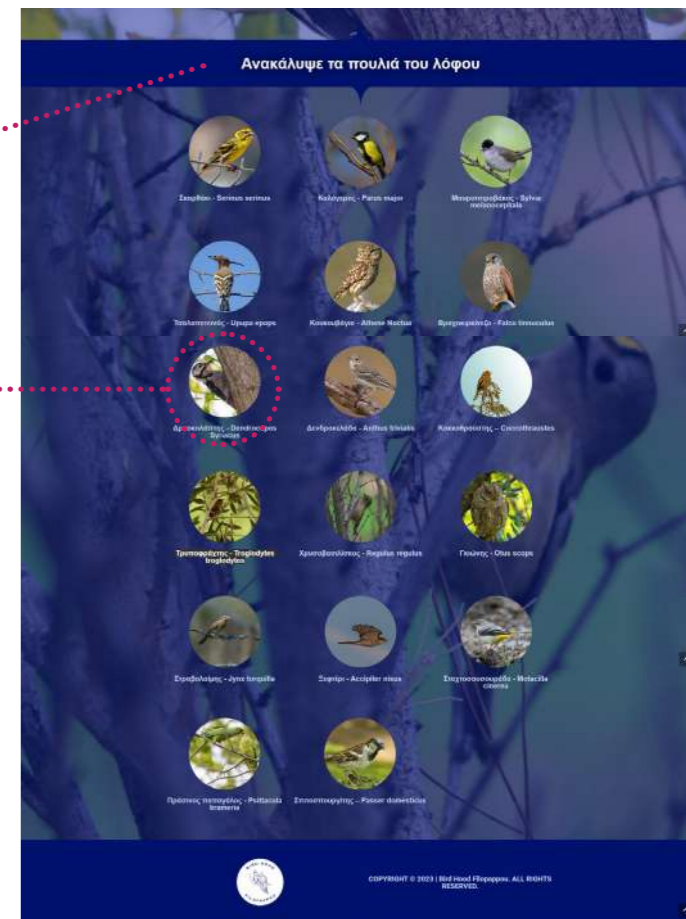 Ανακάλυψε τα πουλιά του λόφου
Σκαρθάκι - Serinus serinus
Καλόγερος - Parus major
Μαυροτσιροβάκος - Sylvia
melanocephala
Τσαλαπετεινός - Upupa epops
Κουκουβάγια - Athene Noctua
Βραχοκιρκίνεζο - Falco tinnunculus
Δρυοκολάπτης - Dendrocopos
Syriacus
Δενδροκελάδα - Anthus trivialis
Κοκκοθραύστης – Coccothraustes
Τρυποφράχτης - Troglodytes
troglodytes
Χρυσοβασιλίσκος - Regulus regulus
Γκιώνης - Otus scops
Στραβολαίμης - Jynx torquilla
Ξεφτέρι - Accipiter nisus
Σταχτοσουσουράδα - Motacilla
cinerea
Πράσινος παπαγάλος - Psittacula
krameria
Σπιτοσπουργίτης – Passer domesticus
COPYRIGHT © 2023 | Bird Hood Filopappou. ALL RIGHTS
RESERVED.